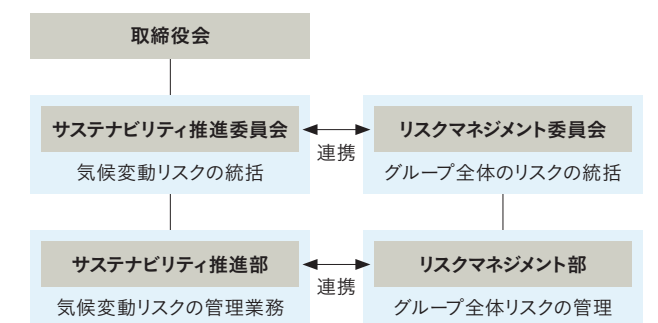 取締役会
サステナビリティ推進委員会
気候変動リスクの統括
連携
リスクマネジメント委員会
グループ全体のリスクの統括
サステナビリティ推進部
気候変動リスクの管理業務
連携
リスクマネジメント部
グループ全体リスクの管理